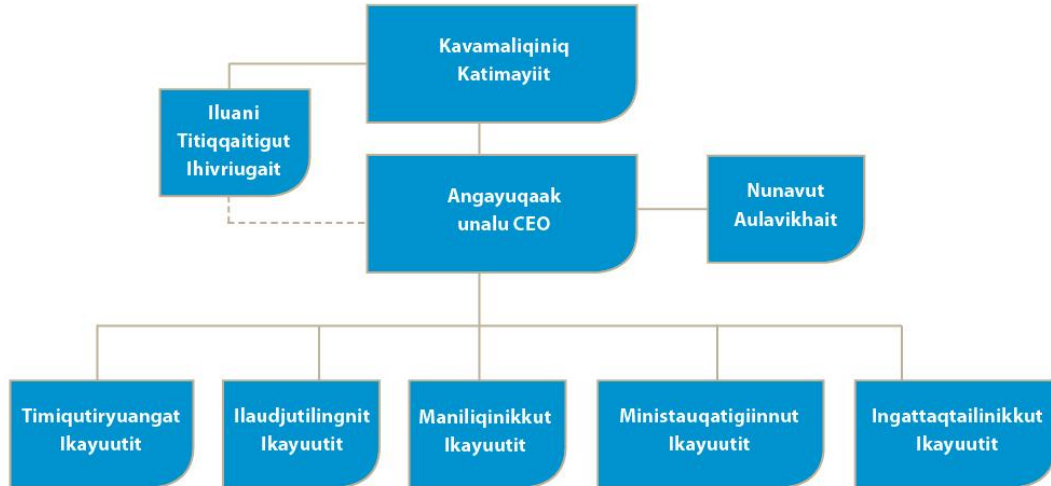 Kavamaliqiniq
Katimayiit
Iluani
Titiqqaitigut
Ihivriugait
Angayuqaak
unalu CEO
Nunavut
Aulavikhait
Timiqutiryuangat
Ikayuutit
Ilaudjutilingnit
Ikayuutit
Maniliqinikkut
Ikayuutit
Ministauqatigiinnut
Ikayuutit
Ingattaqtailinikkut
Ikayuutit